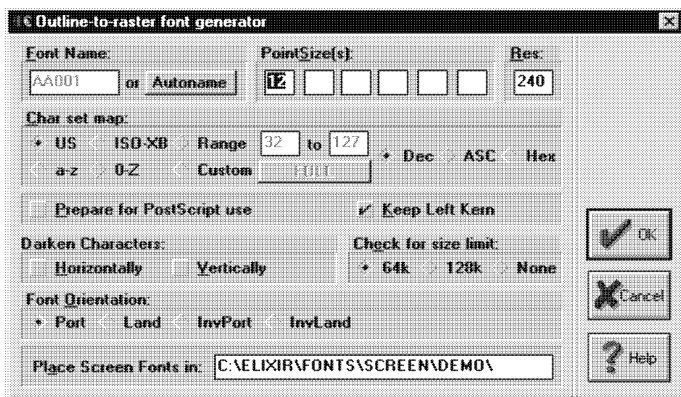 Outline-to-raster font generator
Font Name: PointSize(s): Res:
AA001 or Autoname 12 240
Char set map:
US ISO-XB Range 32 to 127 Dec ASC Hex
a-z 0-Z Custom FULL
Prepare for PostScript use Keep Left Kern
Darken Characters: Check for size limit:
Horizontally Vertically 64k 128k None
Font Orientation:
Port Land InvPort InvLand
Place Screen Fonts in: C:\ELIXIR\FONTS\SCREEN\DEMO\
OK
Cancel
Help